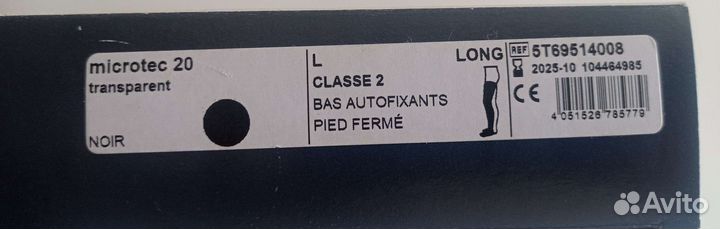 microtec 20
transparent
NOIR
L
LONG
CLASSE 2
BAS AUTOFIXANTS
PIED FERMÉ
REF 5T69514008
2025-10 104464985
CE
4 051526 785779
Avito